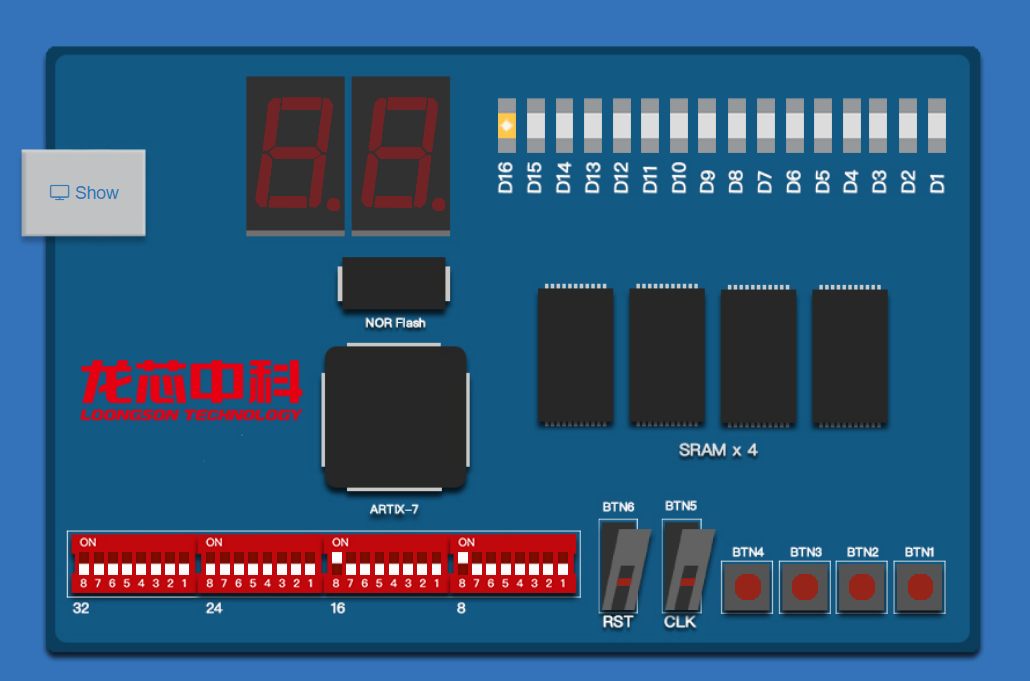 D16 D15 D14 D13 D12 D11 D10 D9 D8 D7 D6 D5 D4 D3 D2 D1
Show
NOR Flash
龙芯中科
LOONGSON TECHNOLOGY
SRAM x 4
ARTIX-7
BTN6 BTN5
ON ON ON ON
BTN4 BTN3 BTN2 BTN1
8 7 6 5 4 3 2 1 8 7 6 5 4 3 2 1 8 7 6 5 4 3 2 1 8 7 6 5 4 3 2 1
32 24 16 8
RST CLK